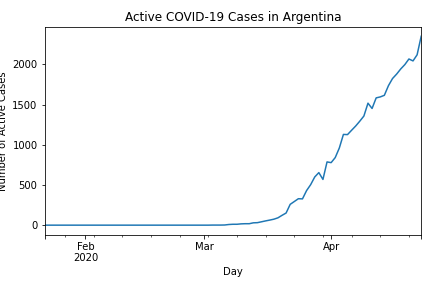 Active COVID-19 Cases in Argentina
Number of Active Cases
2000
1500
1000
500
0
Feb
2020
Mar
Apr
Day